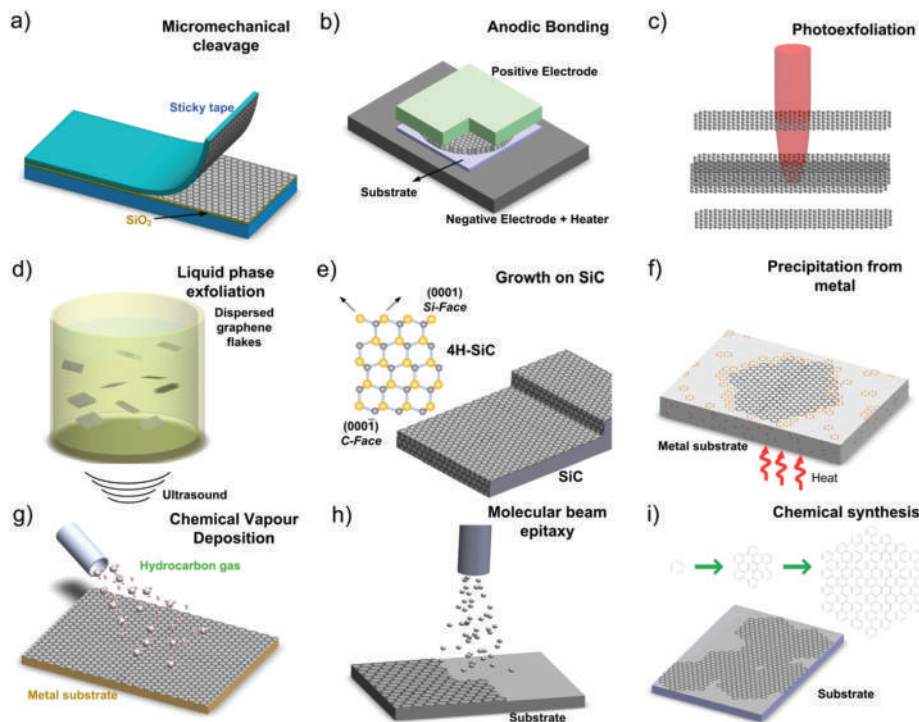 a)
Micromechanical
cleavage
Sticky tape
SiO₂
b)
Anodic Bonding
Positive Electrode
Substrate
Negative Electrode + Heater
c)
Photoexfoliation
d)
Liquid phase
exfoliation
Dispersed
graphene
flakes
Ultrasound
e)
Growth on SiC
(0001)
Si-Face
4H-SiC
(0001̄)
C-Face
SiC
f)
Precipitation from
metal
Metal substrate
Heat
g)
Chemical Vapour
Deposition
Hydrocarbon gas
Metal substrate
h)
Molecular beam
epitaxy
Substrate
i)
Chemical synthesis
Substrate